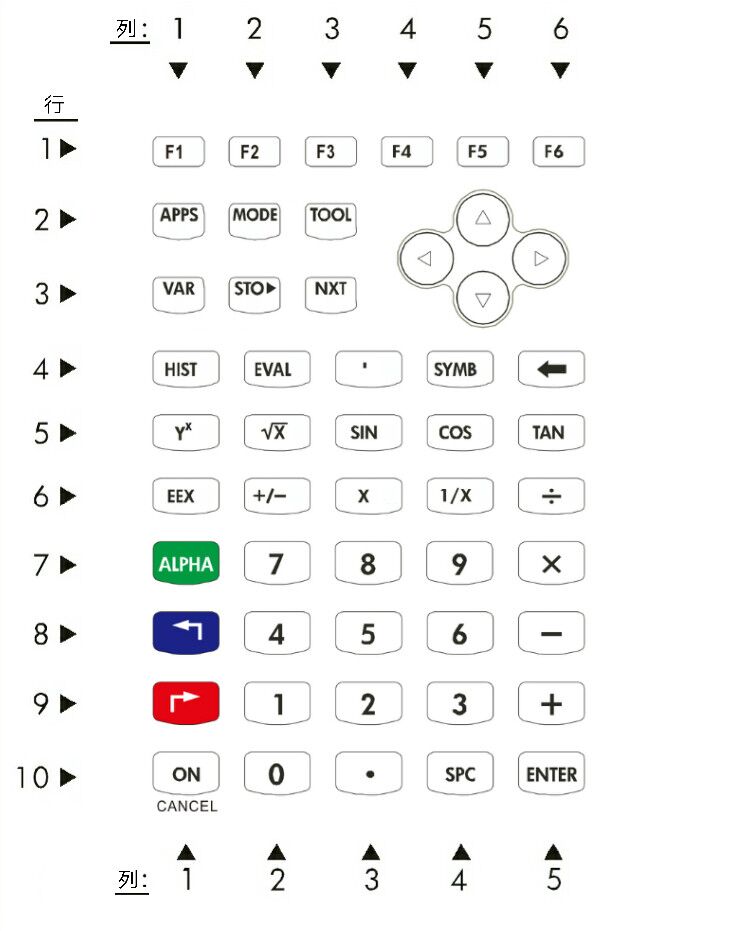 列: 1 2 3 4 5 6
行
1 F1 F2 F3 F4 F5 F6
2 APPS MODE TOOL
3 VAR STO▶ NXT
4 HIST EVAL ' SYMB
5 Yˣ √X SIN COS TAN
6 EEX +/− X 1/X ÷
7 ALPHA 7 8 9 ×
8 4 5 6 −
9 1 2 3 +
10 ON 0 . SPC ENTER
CANCEL
列: 1 2 3 4 5